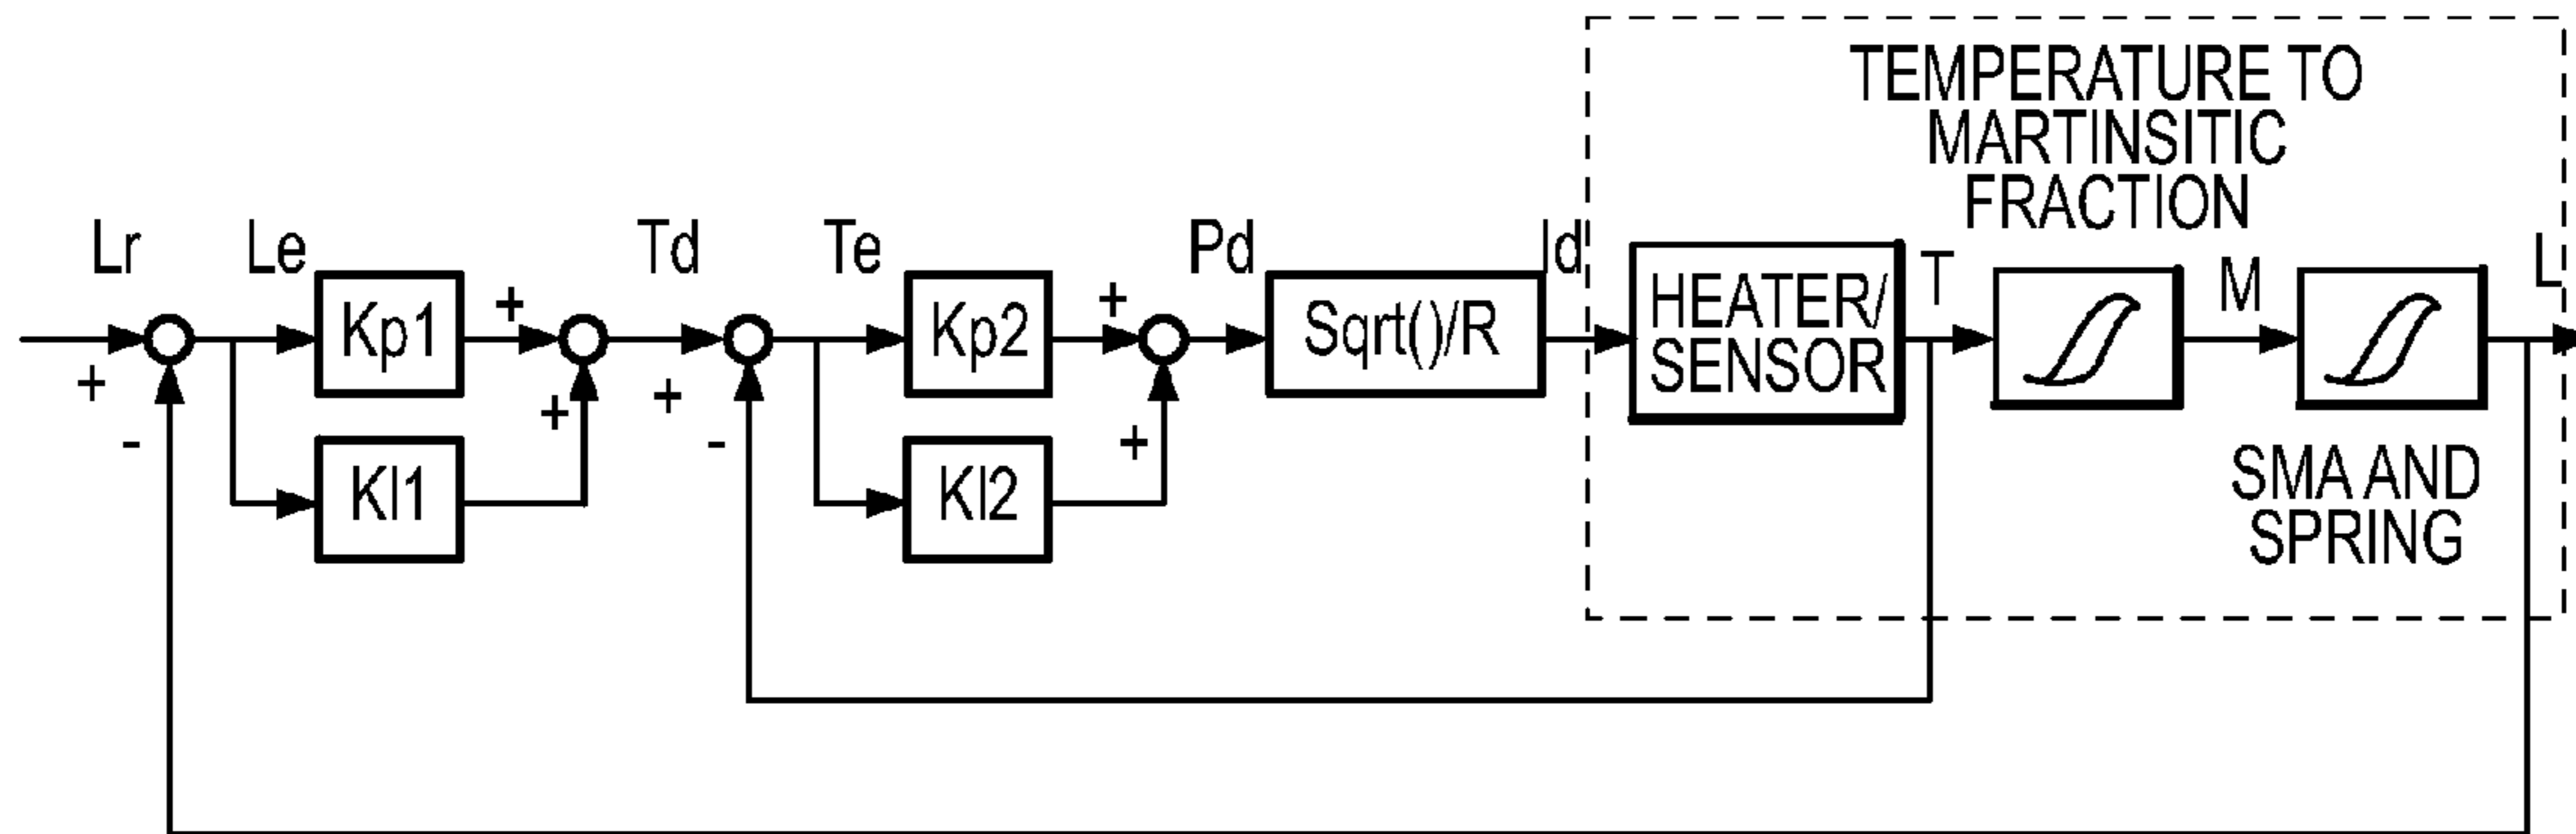 TEMPERATURE TO
MARTINSITIC
FRACTION
Lr
Le
Td
Te
Pd
Id
T
M
L
Kp1
+
Kp2
+
Sqrt()/R
HEATER/
SENSOR
+
-
+
+
-
+
KI1
KI2
SMA AND
SPRING